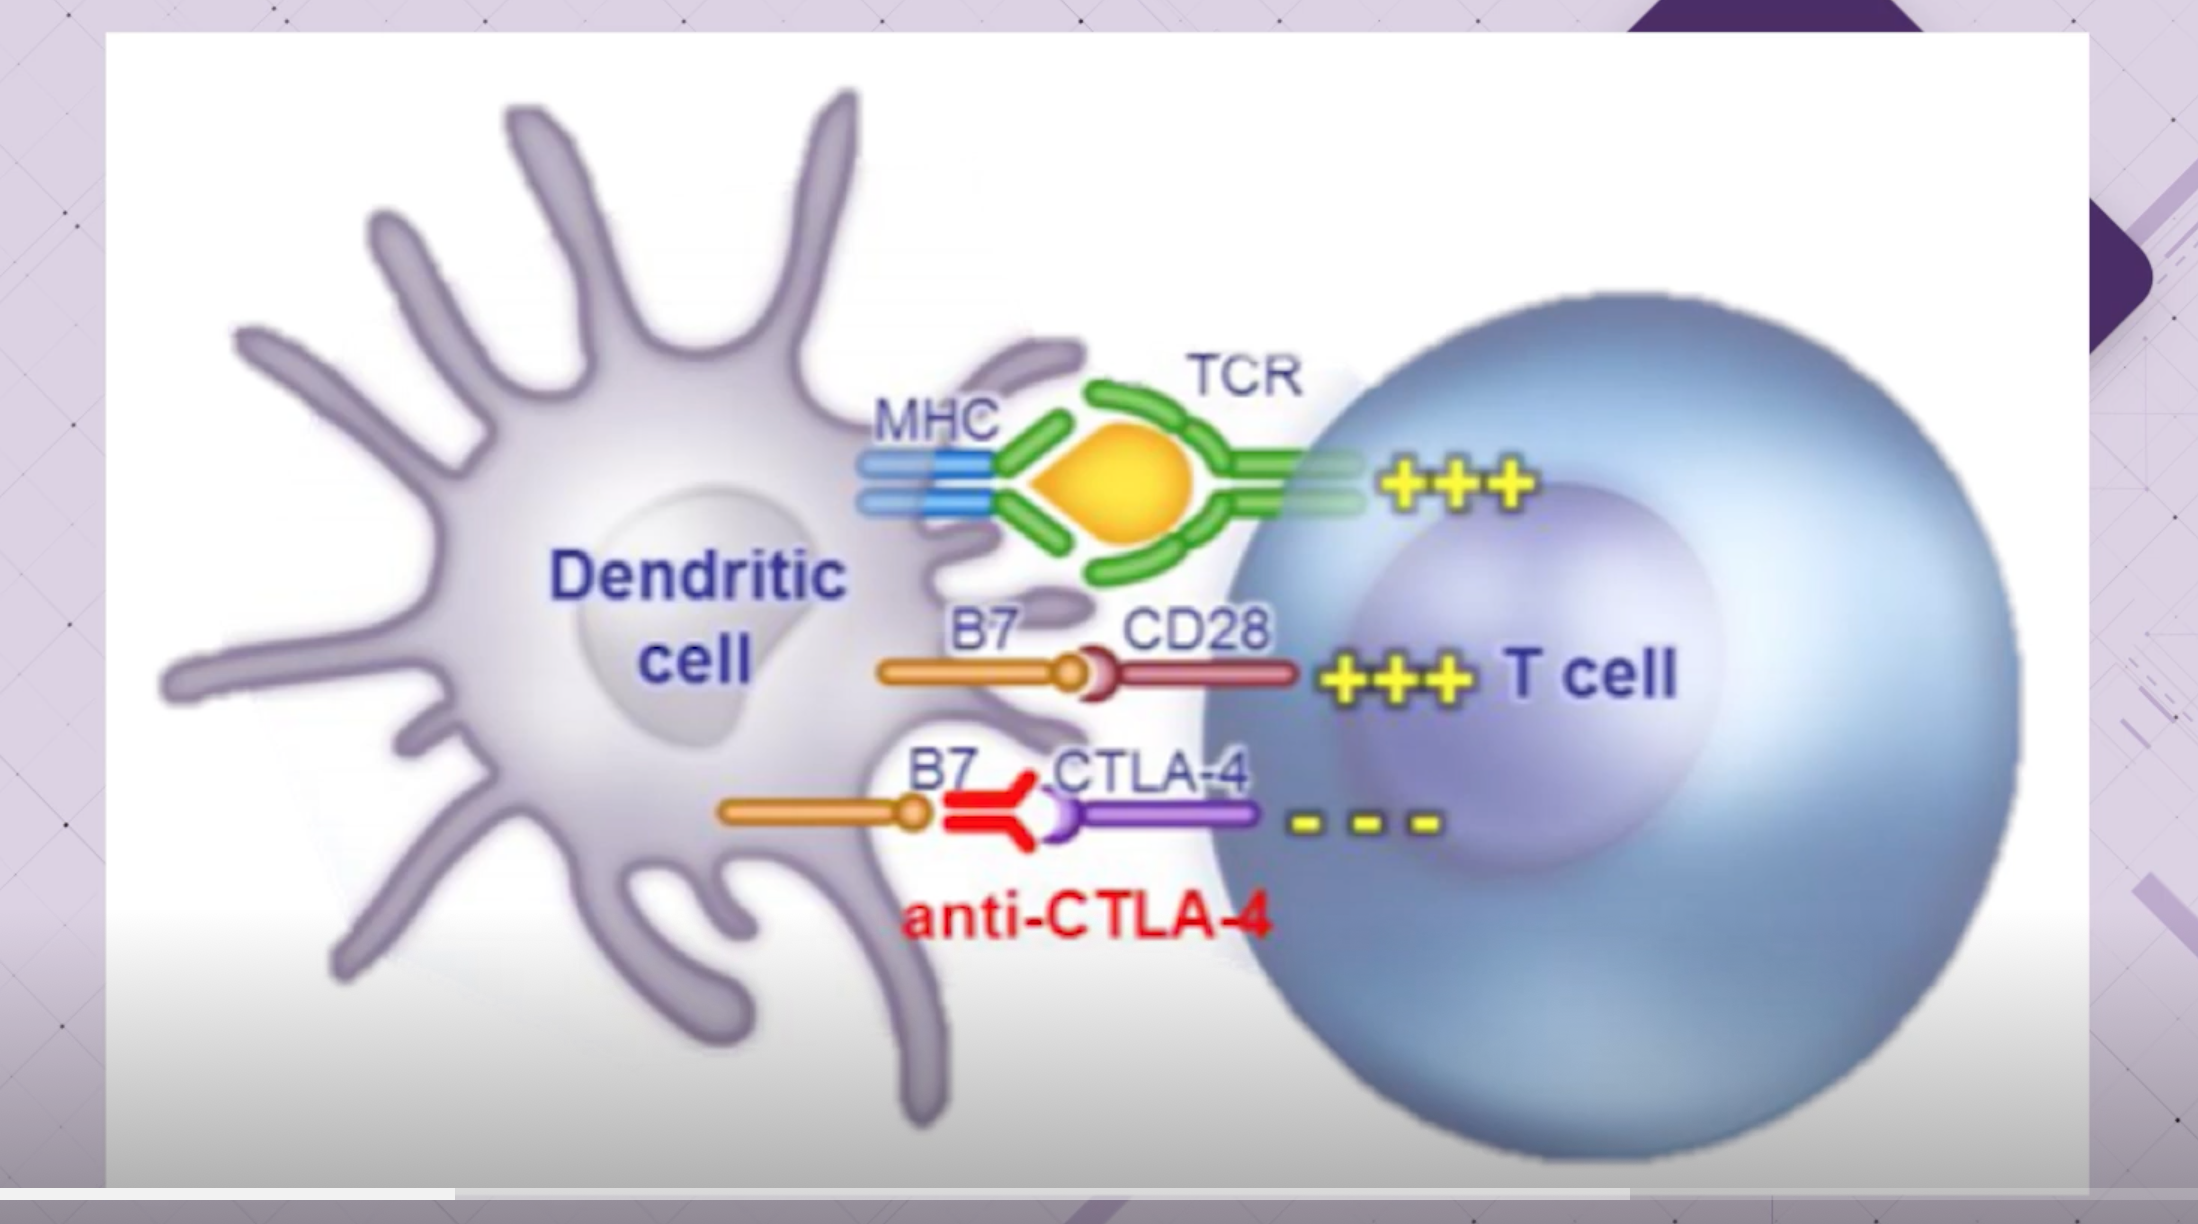 TCR
MHC
+++
Dendritic
cell
B7
CD28
+++
T cell
B7
CTLA-4
- - -
anti-CTLA-4